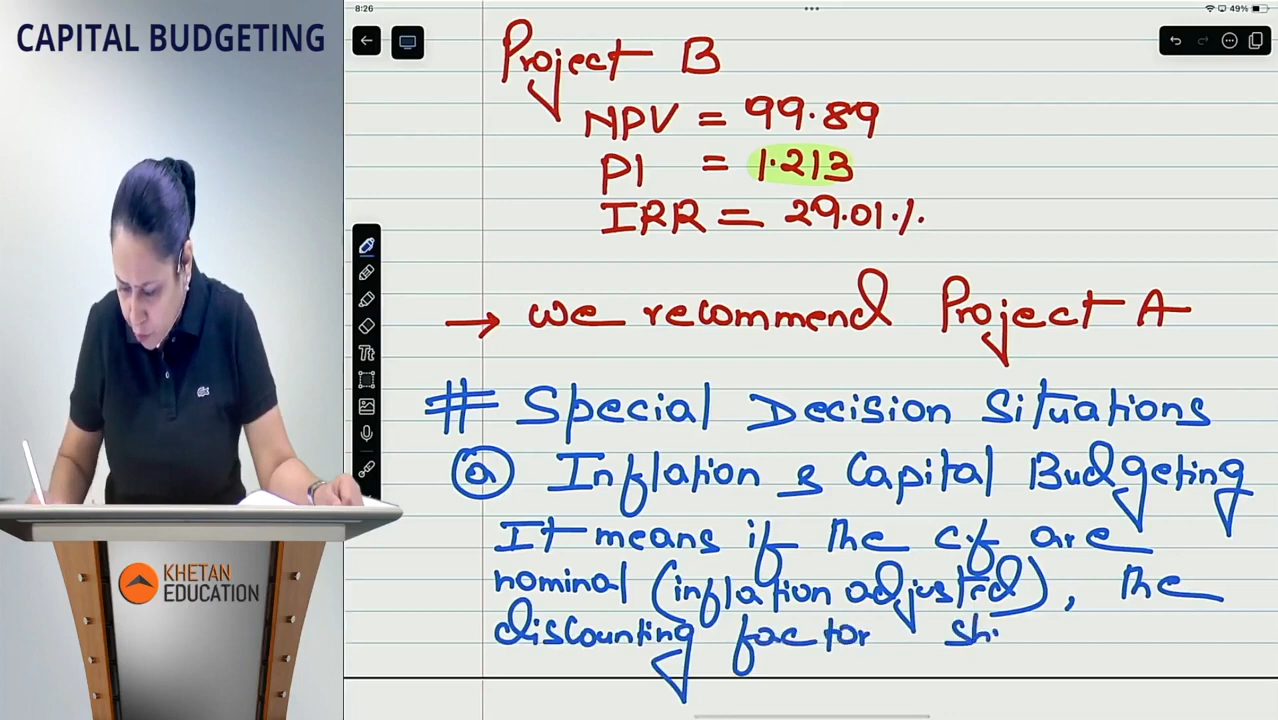 CAPITAL BUDGETING
8:26
49%
Project B
NPV = 99.89
PI = 1.213
IRR = 29.01%
→ we recommend Project A
# Special Decision Situations
(a) Inflation & Capital Budgeting
It means if the c.f are
nominal (inflation adjusted), the
discounting factor sh
Tt
KHETAN
EDUCATION